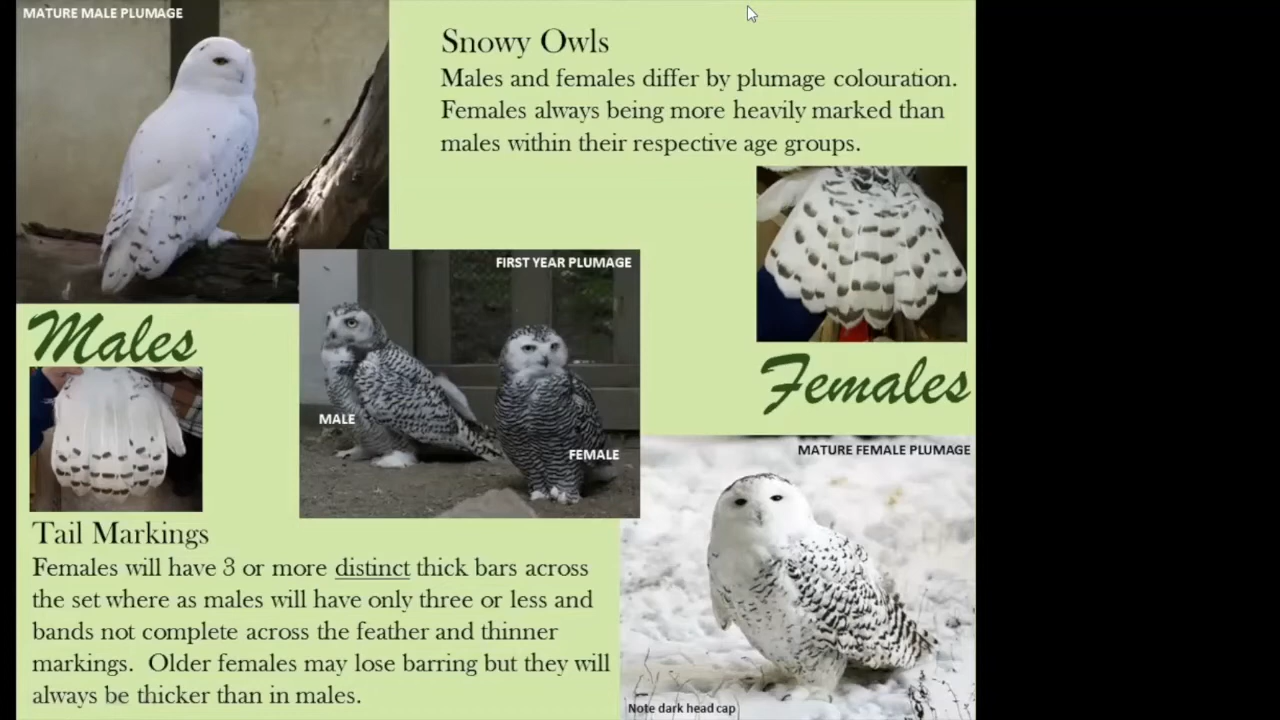 MATURE MALE PLUMAGE
Snowy Owls
Males and females differ by plumage colouration.
Females always being more heavily marked than
males within their respective age groups.
FIRST YEAR PLUMAGE
MALE
FEMALE
Males
Females
MATURE FEMALE PLUMAGE
Note dark head cap
Tail Markings
Females will have 3 or more distinct thick bars across
the set where as males will have only three or less and
bands not complete across the feather and thinner
markings.  Older females may lose barring but they will
always be thicker than in males.